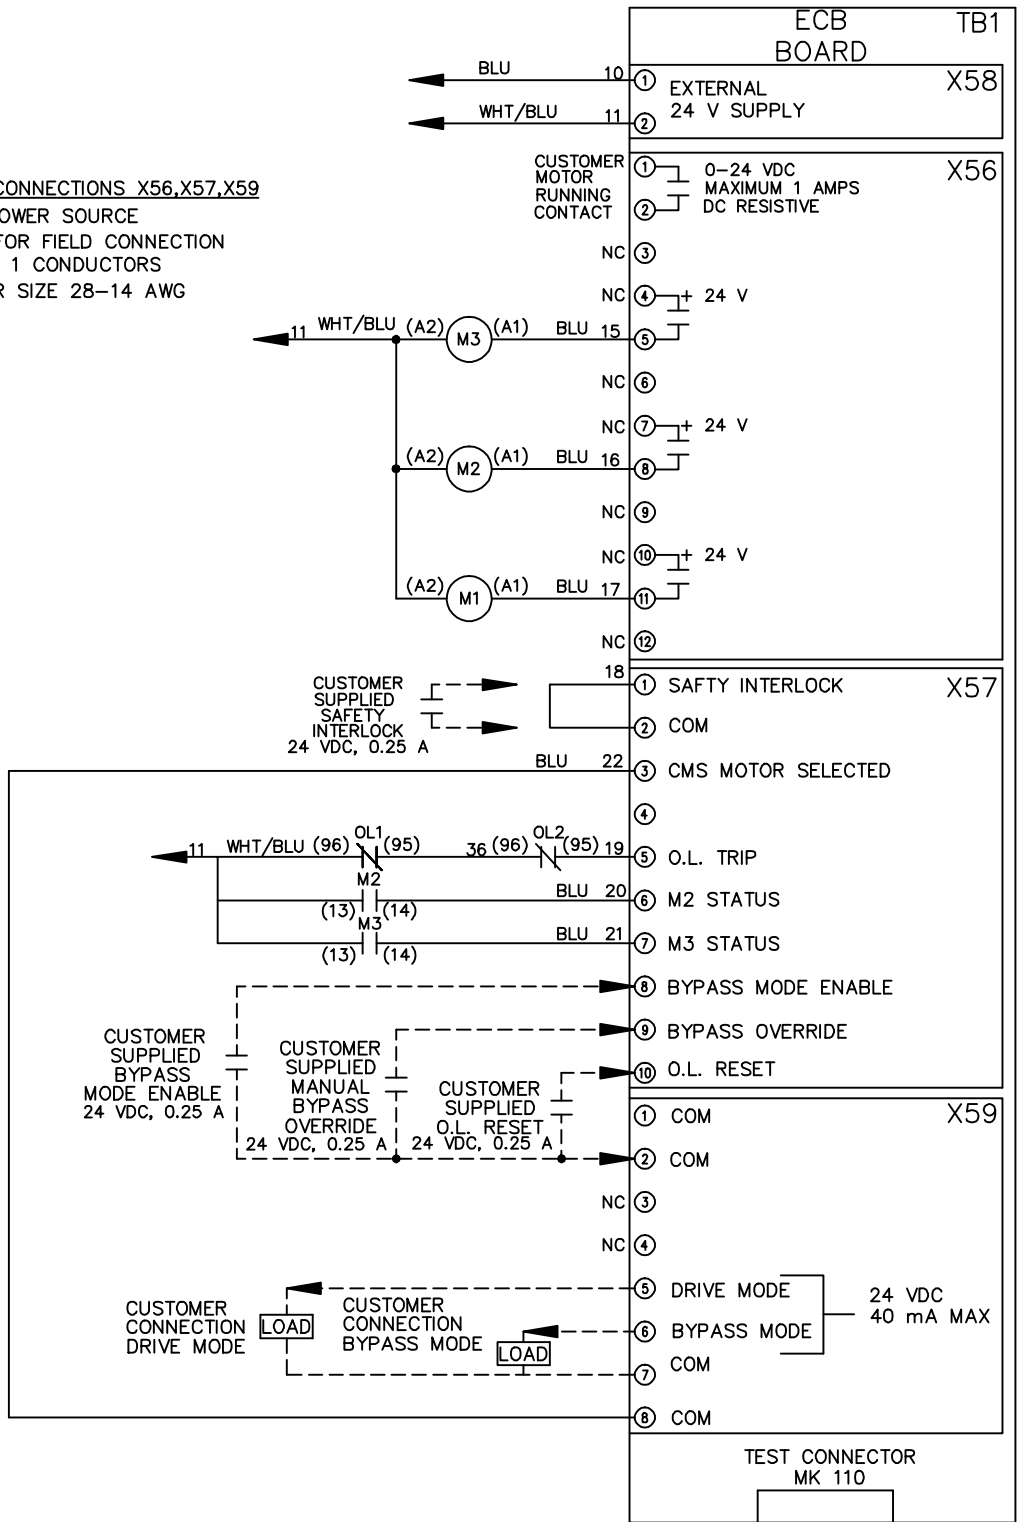 ECB TB1
BOARD
BLU 10 ① X58
EXTERNAL
24 V SUPPLY
WHT/BLU 11 ②
CONNECTIONS X56,X57,X59
OWER SOURCE
FOR FIELD CONNECTION
1 CONDUCTORS
R SIZE 28-14 AWG
CUSTOMER
MOTOR
RUNNING
CONTACT
① 0-24 VDC X56
MAXIMUM 1 AMPS
② DC RESISTIVE
NC ③
NC ④ + 24 V
11 WHT/BLU (A2) M3 (A1) BLU 15 ⑤
NC ⑥
NC ⑦ + 24 V
(A2) M2 (A1) BLU 16 ⑧
NC ⑨
NC ⑩ + 24 V
(A2) M1 (A1) BLU 17 ⑪
NC ⑫
CUSTOMER
SUPPLIED
SAFETY
INTERLOCK
24 VDC, 0.25 A
18 ① SAFTY INTERLOCK X57
② COM
BLU 22 ③ CMS MOTOR SELECTED
④
11 WHT/BLU (96) OL1 (95) 36 (96) OL2 (95) 19 ⑤ O.L. TRIP
M2
(13) (14) BLU 20 ⑥ M2 STATUS
M3
(13) (14) BLU 21 ⑦ M3 STATUS
⑧ BYPASS MODE ENABLE
⑨ BYPASS OVERRIDE
⑩ O.L. RESET
CUSTOMER
SUPPLIED
BYPASS
MODE ENABLE
24 VDC, 0.25 A
CUSTOMER
SUPPLIED
MANUAL
BYPASS
OVERRIDE
24 VDC, 0.25 A
CUSTOMER
SUPPLIED
O.L. RESET
24 VDC, 0.25 A
① COM X59
② COM
NC ③
NC ④
⑤ DRIVE MODE
⑥ BYPASS MODE
24 VDC
40 mA MAX
CUSTOMER
CONNECTION
DRIVE MODE
LOAD
CUSTOMER
CONNECTION
BYPASS MODE
LOAD
⑦ COM
⑧ COM
TEST CONNECTOR
MK 110